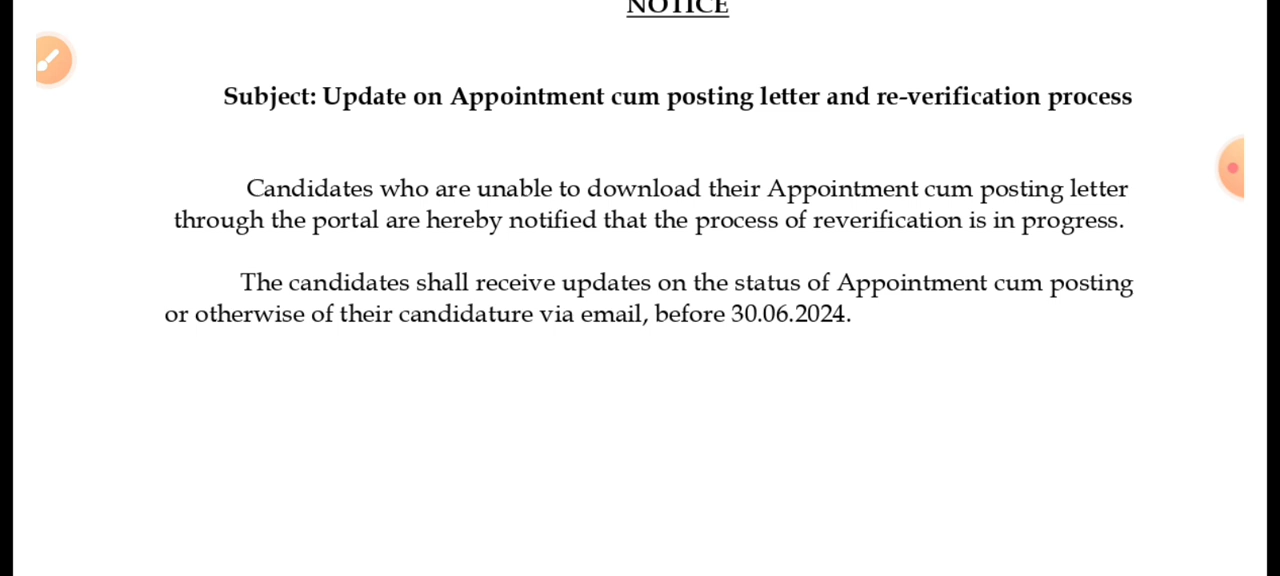 NOTICE
Subject: Update on Appointment cum posting letter and re-verification process
Candidates who are unable to download their Appointment cum posting letter
through the portal are hereby notified that the process of reverification is in progress.
The candidates shall receive updates on the status of Appointment cum posting
or otherwise of their candidature via email, before 30.06.2024.